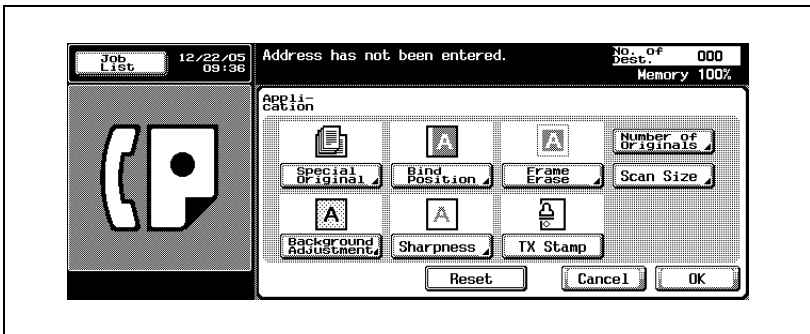 Job
List
12/22/05
09:36
Address has not been entered.
No. of
Dest.
000
Memory 100%
Appli-
cation
Special
Original
Bind
Position
Frame
Erase
Number of
Originals
Scan Size
Background
Adjustment
Sharpness
TX Stamp
Reset
Cancel
OK
A
A
A
A